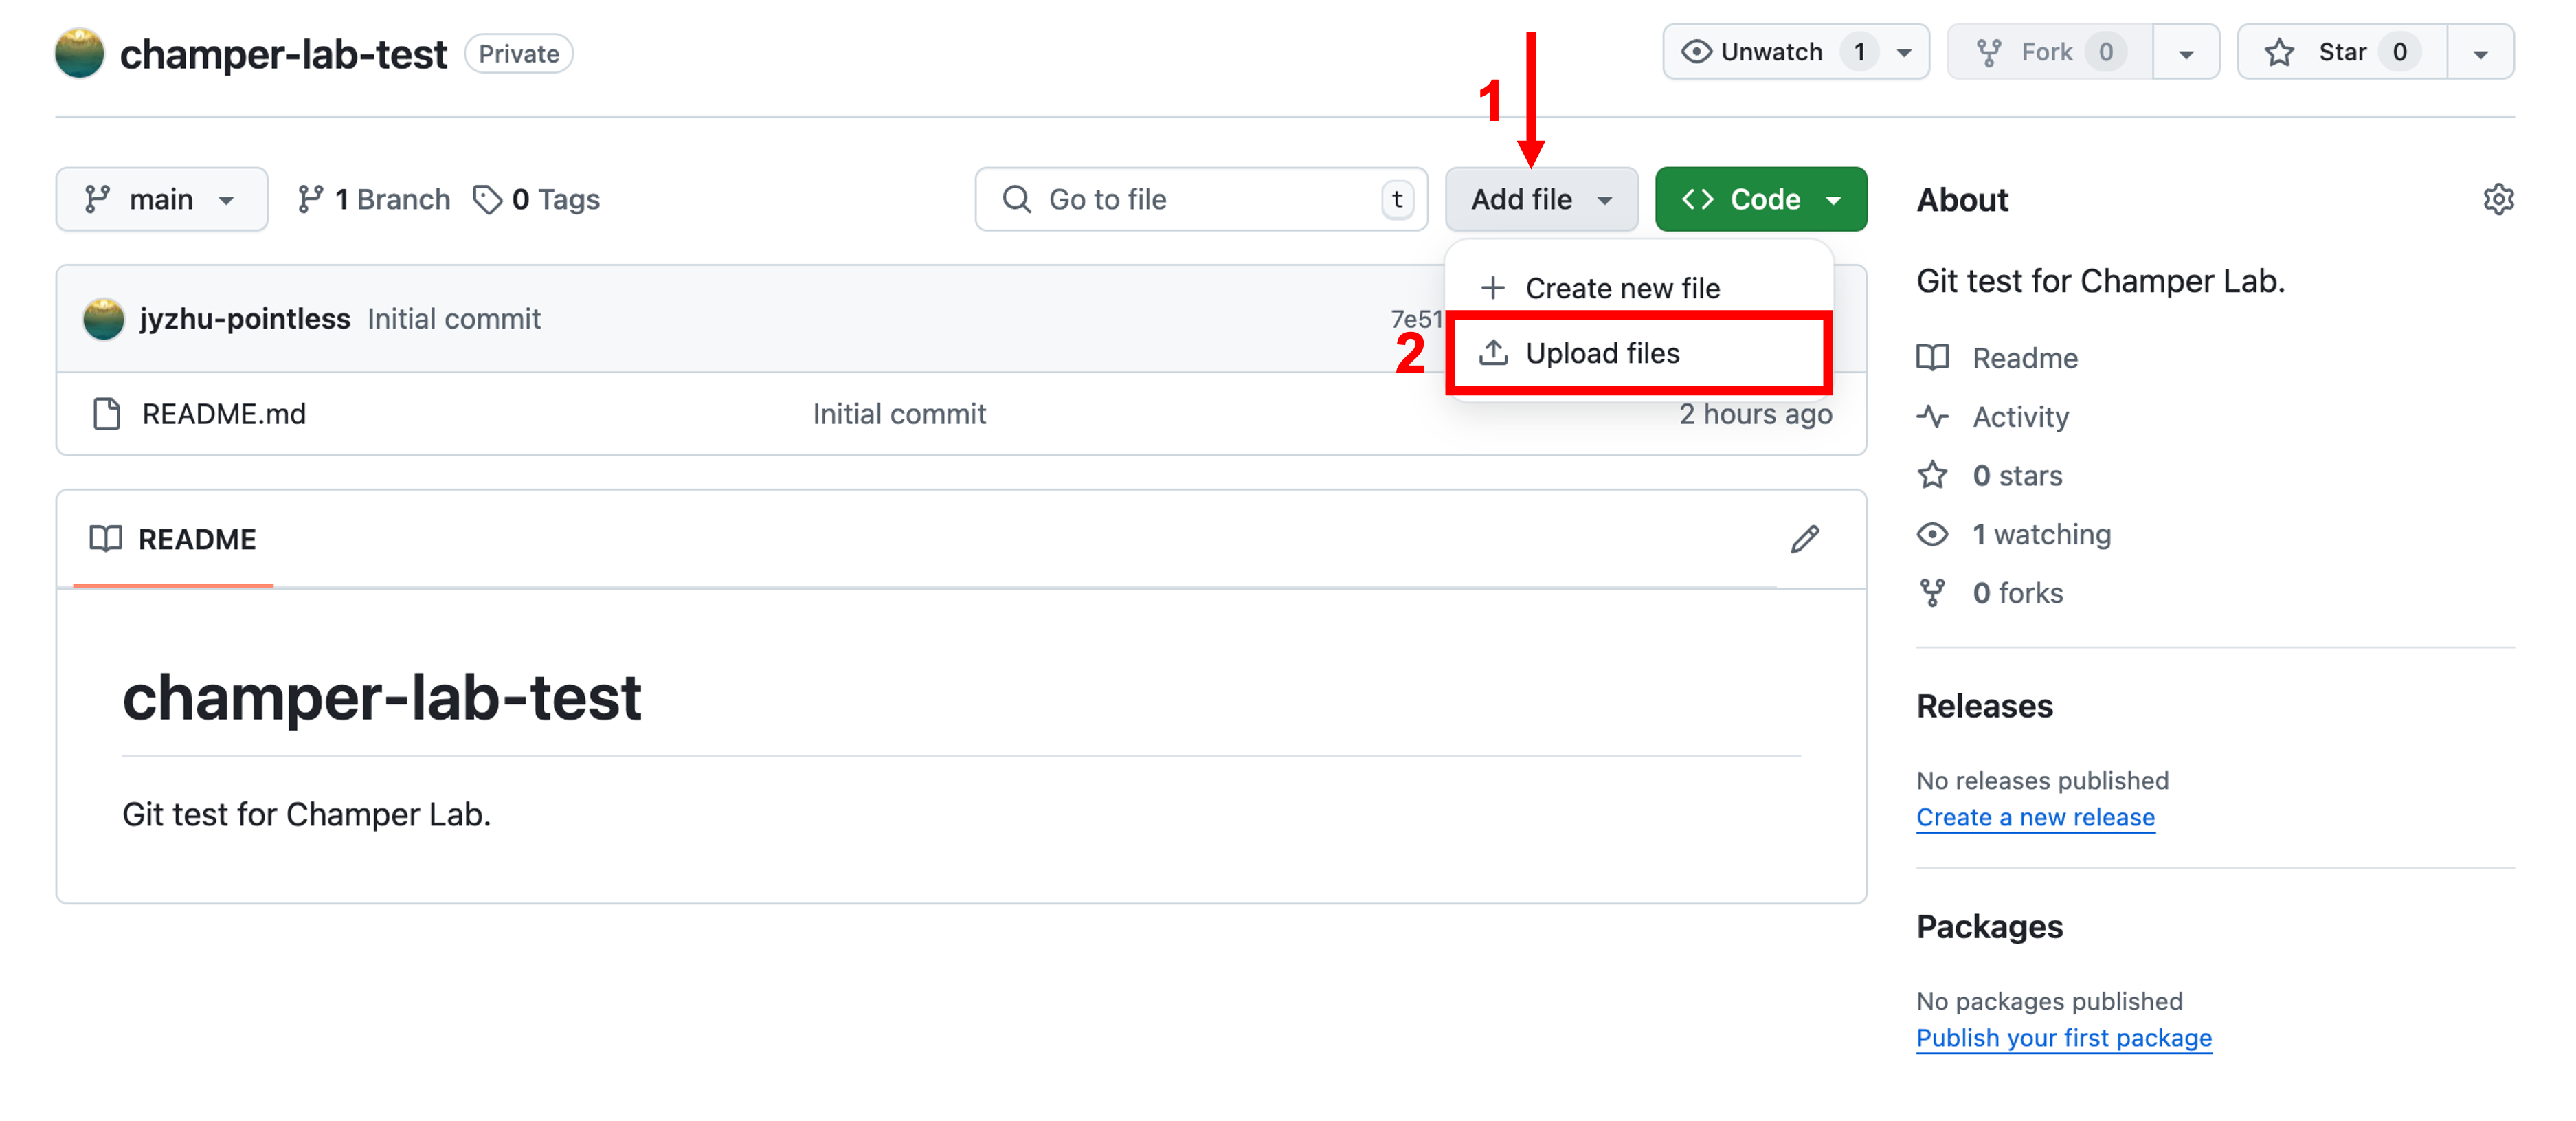 champer-lab-test Private
Unwatch 1
Fork 0
Star 0
1
main
1 Branch
0 Tags
Go to file t
Add file
Code
Create new file
2
Upload files
jyzhu-pointless Initial commit
7e51
README.md
Initial commit
2 hours ago
README
champer-lab-test
Git test for Champer Lab.
About
Git test for Champer Lab.
Readme
Activity
0 stars
1 watching
0 forks
Releases
No releases published
Create a new release
Packages
No packages published
Publish your first package